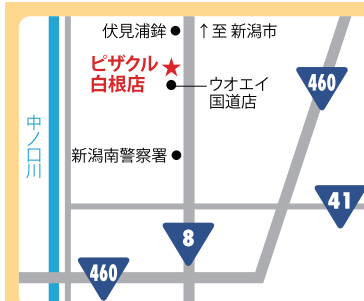 伏見浦鉾
↑至 新潟市
ピザクル
白根店
ウオエイ
国道店
460
中ノ口川
新潟南警察署
41
8
460